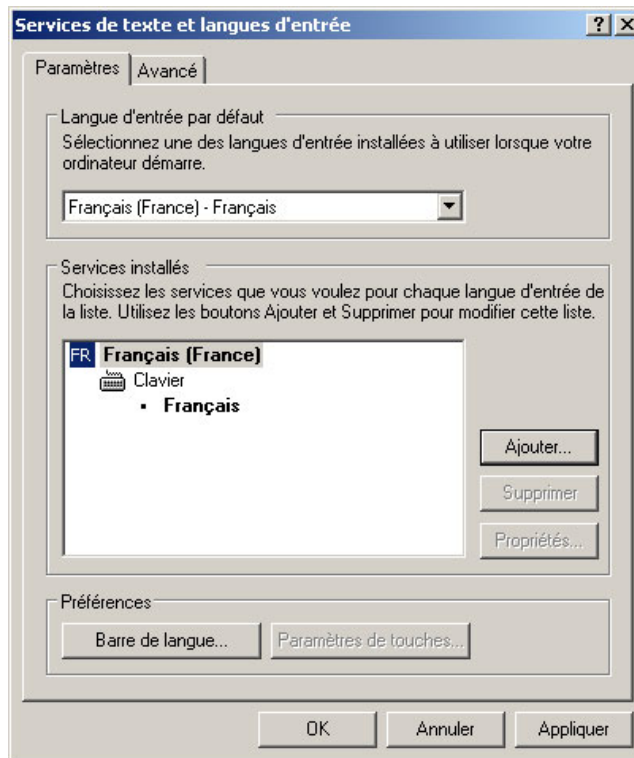 Services de texte et langues d'entrée
Paramètres
Avancé
Langue d'entrée par défaut
Sélectionnez une des langues d'entrée installées à utiliser lorsque votre
ordinateur démarre.
Français (France) - Français
Services installés
Choisissez les services que vous voulez pour chaque langue d'entrée de
la liste. Utilisez les boutons Ajouter et Supprimer pour modifier cette liste.
FR Français (France)
Clavier
• Français
Ajouter...
Supprimer
Propriétés...
Préférences
Barre de langue...
Paramètres de touches...
OK
Annuler
Appliquer